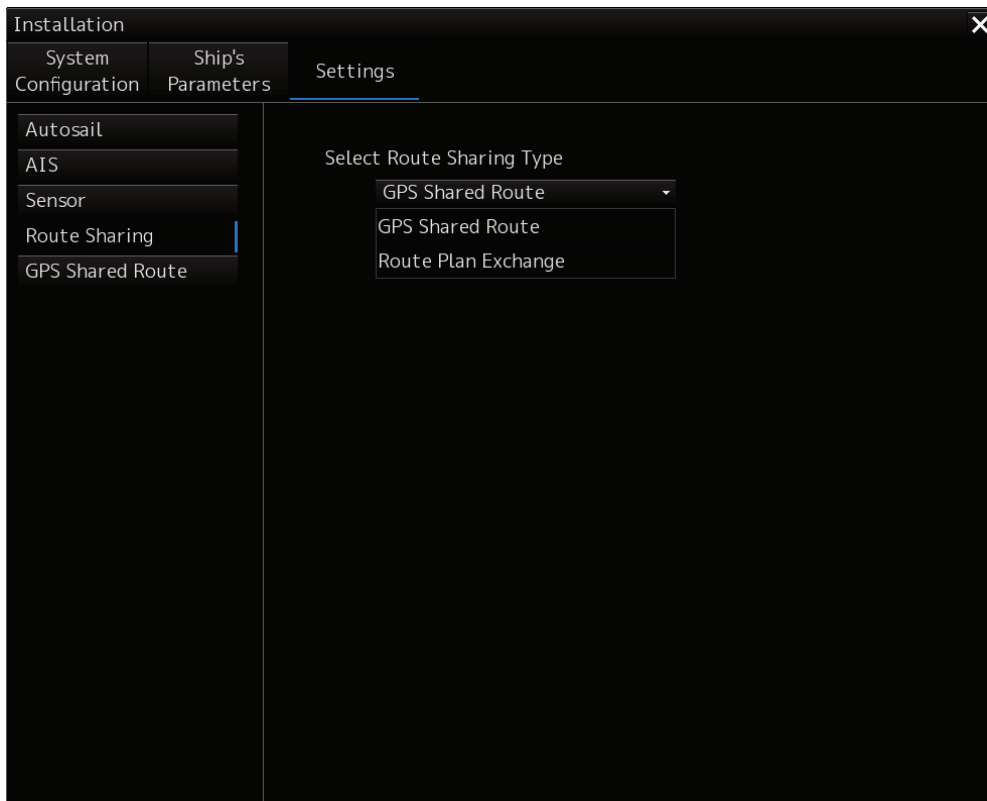 Installation
System
Configuration
Ship's
Parameters
Settings
Autosail
AIS
Sensor
Route Sharing
GPS Shared Route
Select Route Sharing Type
GPS Shared Route
GPS Shared Route
Route Plan Exchange